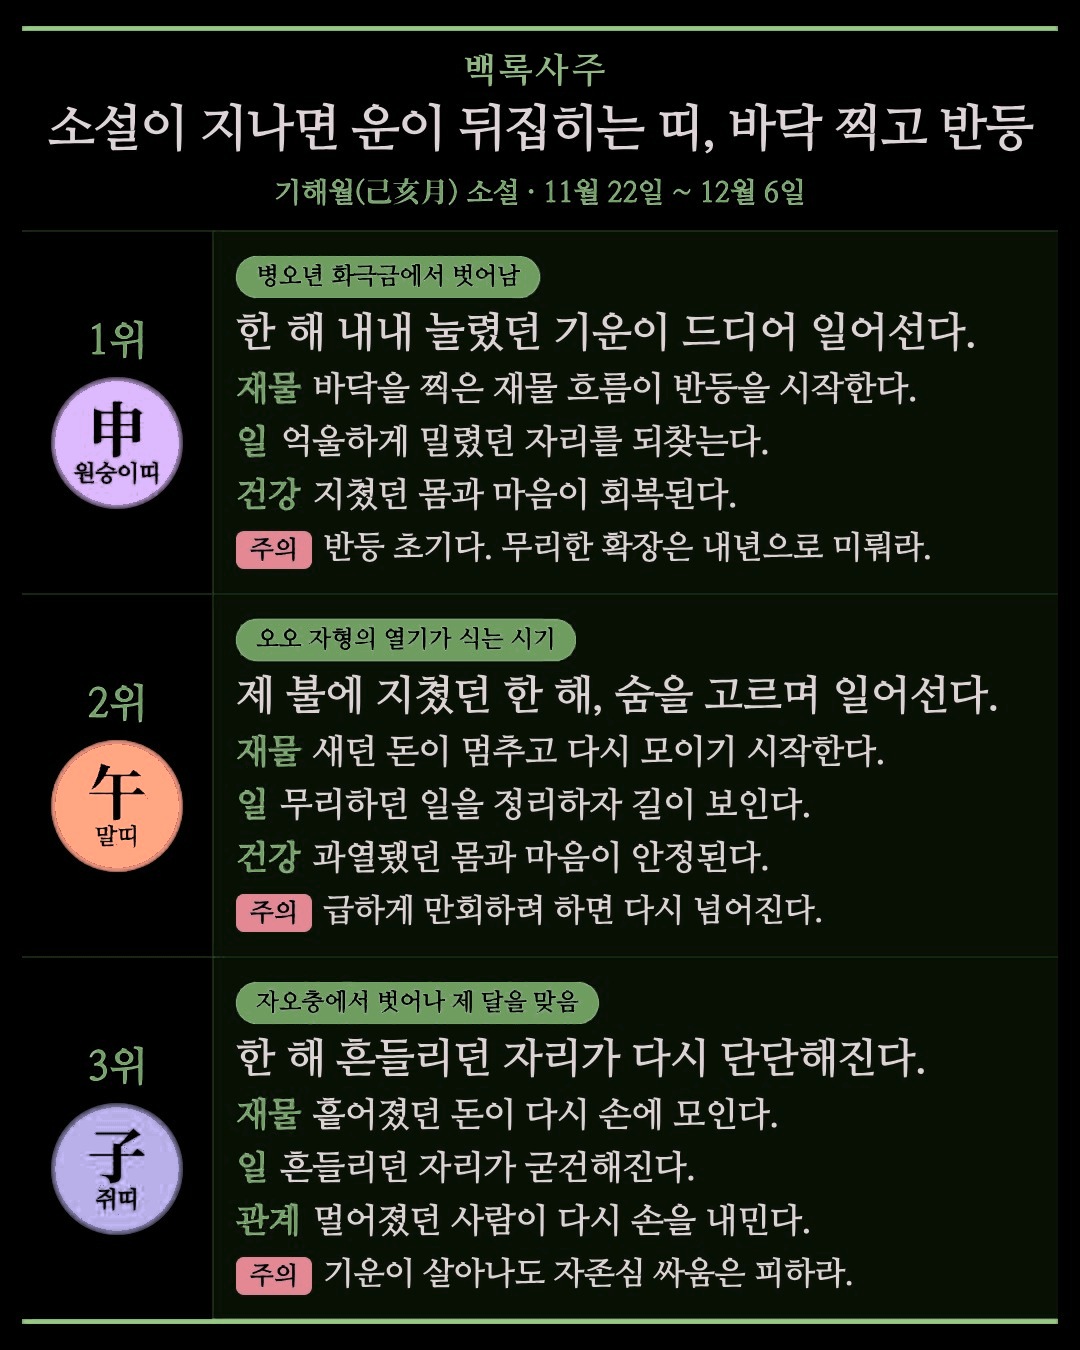 백록사주
소설이 지나면 운이 뒤집히는 띠, 바닥 찍고 반등
기해월(己亥月) 소설 · 11월 22일 ~ 12월 6일
1위
申
원숭이띠
병오년 화극금에서 벗어남
한 해 내내 눌렸던 기운이 드디어 일어선다.
재물 바닥을 찍은 재물 흐름이 반등을 시작한다.
일 억울하게 밀렸던 자리를 되찾는다.
건강 지쳤던 몸과 마음이 회복된다.
주의 반등 초기다. 무리한 확장은 내년으로 미뤄라.
2위
午
말띠
오오 자형의 열기가 식는 시기
제 불에 지쳤던 한 해, 숨을 고르며 일어선다.
재물 새던 돈이 멈추고 다시 모이기 시작한다.
일 무리하던 일을 정리하자 길이 보인다.
건강 과열됐던 몸과 마음이 안정된다.
주의 급하게 만회하려 하면 다시 넘어진다.
3위
子
쥐띠
자오충에서 벗어나 제 달을 맞음
한 해 흔들리던 자리가 다시 단단해진다.
재물 흩어졌던 돈이 다시 손에 모인다.
일 흔들리던 자리가 굳건해진다.
관계 멀어졌던 사람이 다시 손을 내민다.
주의 기운이 살아나도 자존심 싸움은 피하라.